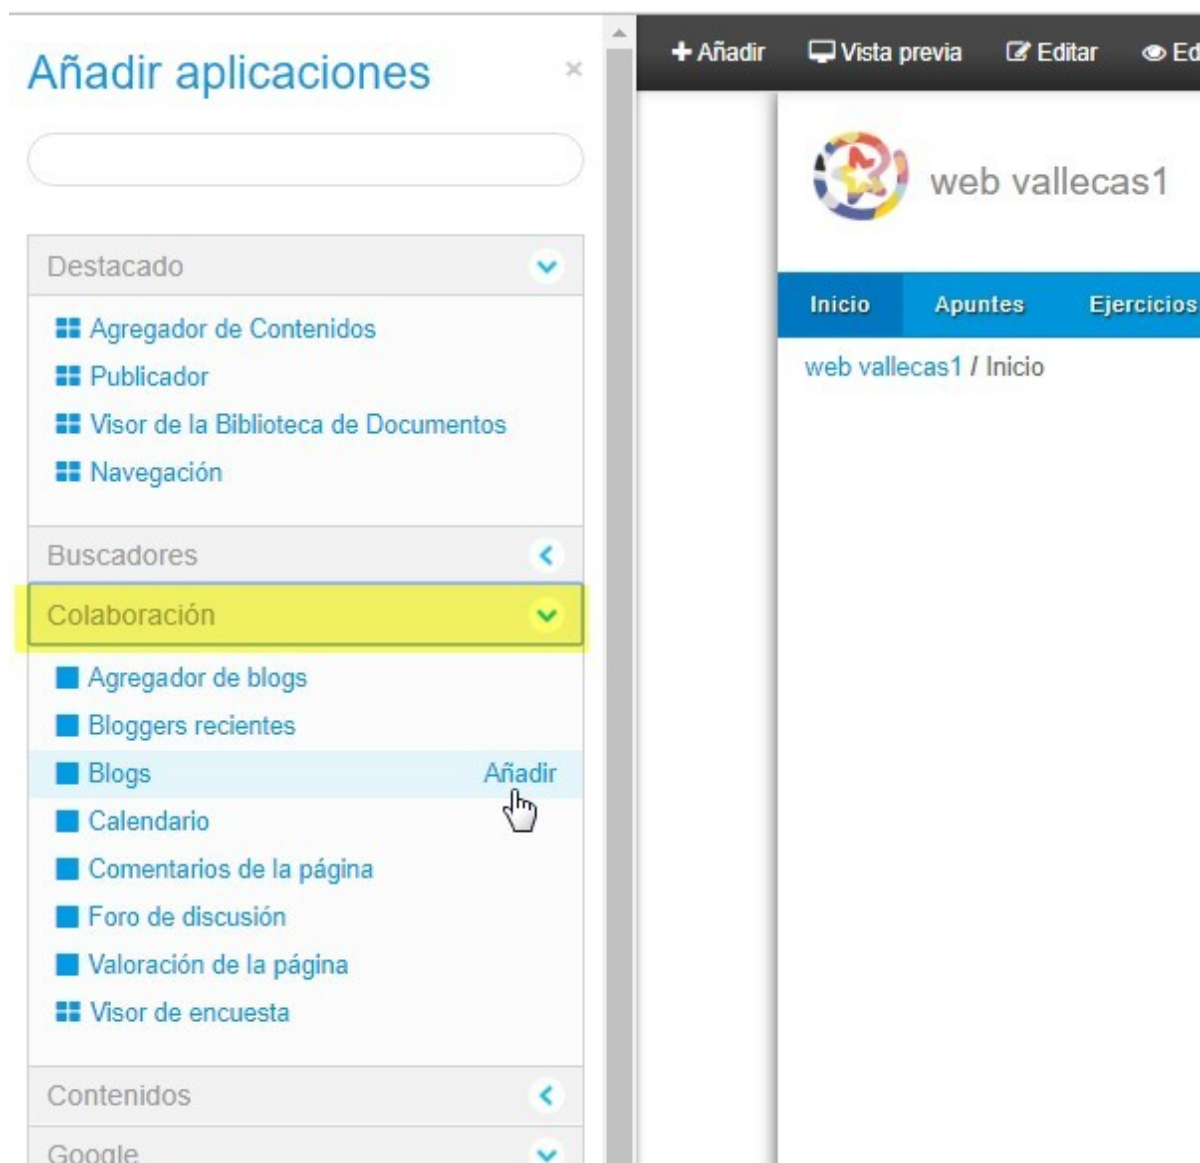 Añadir aplicaciones
×
Destacado
Agregador de Contenidos
Publicador
Visor de la Biblioteca de Documentos
Navegación
Buscadores
Colaboración
Agregador de blogs
Bloggers recientes
Blogs Añadir
Calendario
Comentarios de la página
Foro de discusión
Valoración de la página
Visor de encuesta
Contenidos
Google
+ Añadir Vista previa Editar Ed
web vallecas1
Inicio Apuntes Ejercicios
web vallecas1 / Inicio